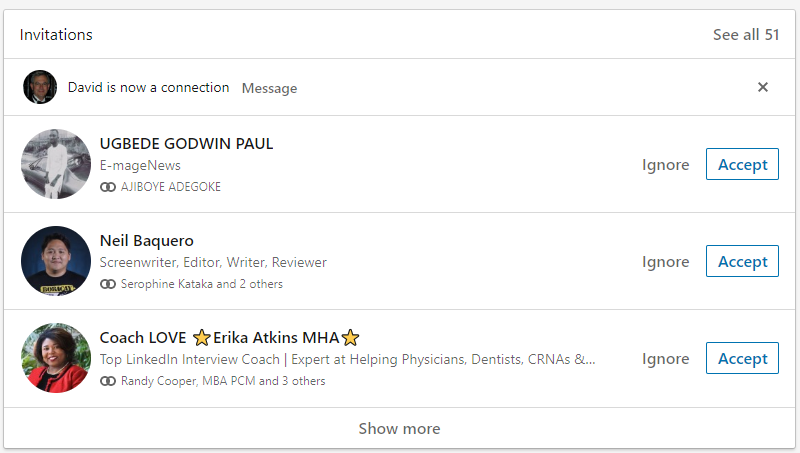 Invitations
See all 51
David is now a connection Message
UGBEDE GODWIN PAUL
E-mageNews
AJIBOYE ADEGOKE
Ignore Accept
Neil Baquero
Screenwriter, Editor, Writer, Reviewer
Serophine Kataka and 2 others
Ignore Accept
Coach LOVE ⭐Erika Atkins MHA⭐
Top LinkedIn Interview Coach | Expert at Helping Physicians, Dentists, CRNAs &...
Randy Cooper, MBA PCM and 3 others
Ignore Accept
Show more